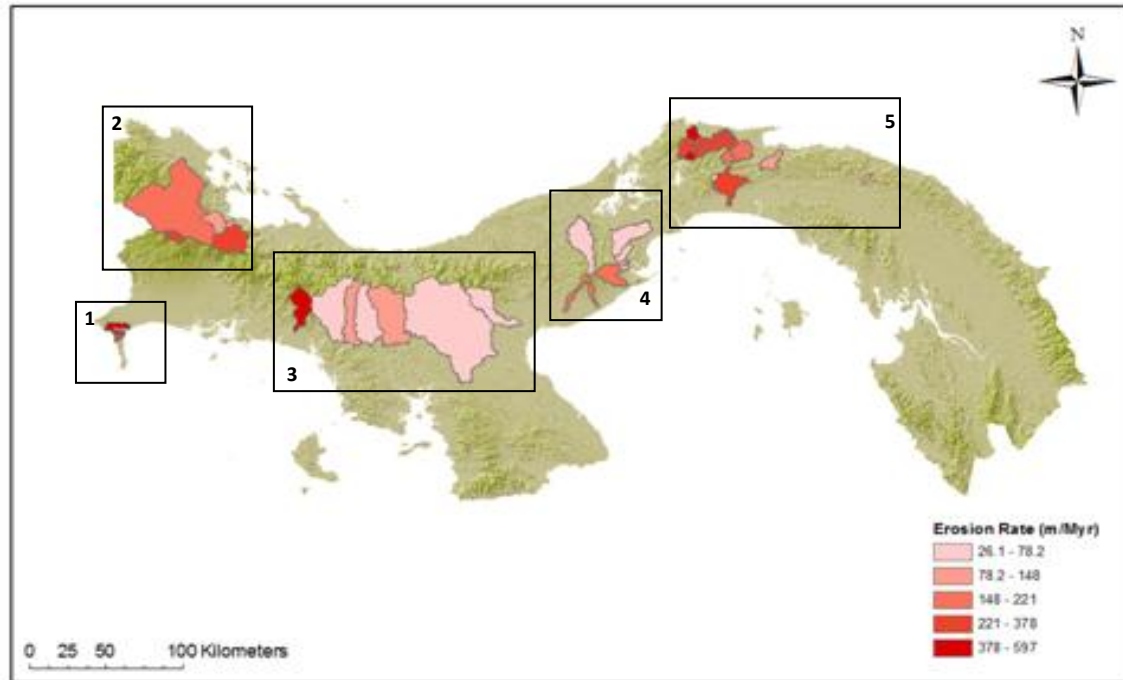 N
2
5
1
3
4
Erosion Rate (m/Myr)
26.1 - 78.2
78.2 - 148
148 - 221
221 - 378
378 - 597
0 25 50 100 Kilometers